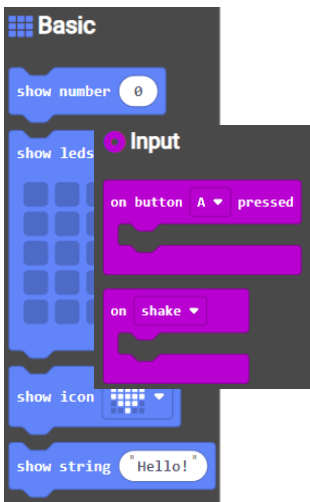 Basic
show number 0
show leds
Input
on button A pressed
on shake
show icon
show string "Hello!"